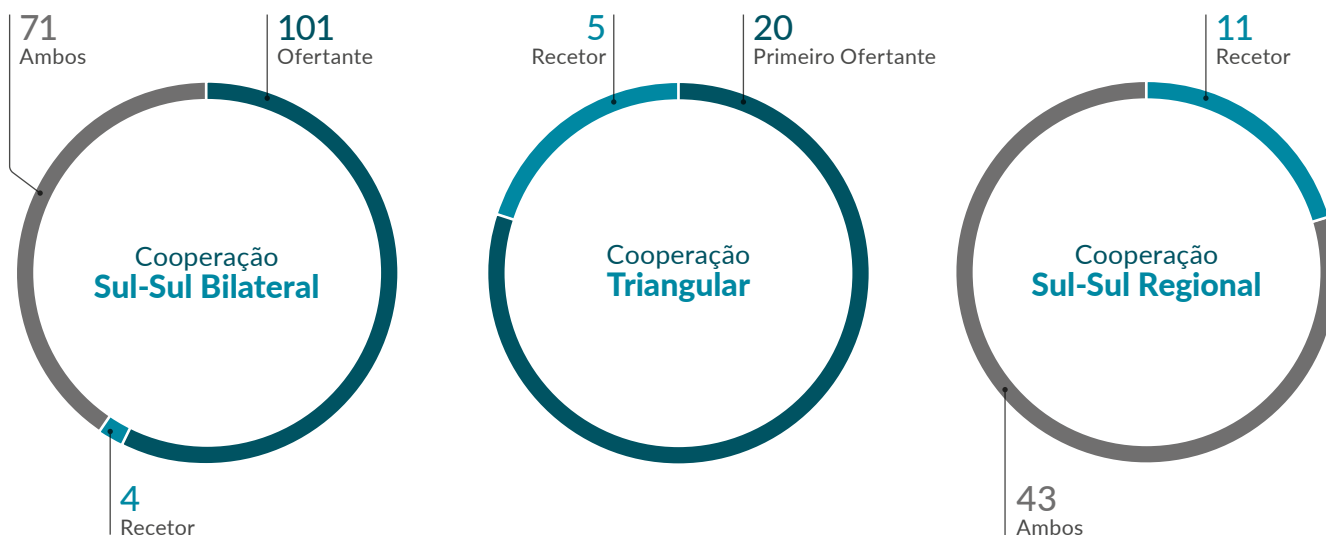 71
Ambos
101
Ofertante
Cooperação
Sul-Sul Bilateral
4
Recetor
5
Recetor
20
Primeiro Ofertante
Cooperação
Triangular
11
Recetor
Cooperação
Sul-Sul Regional
43
Ambos